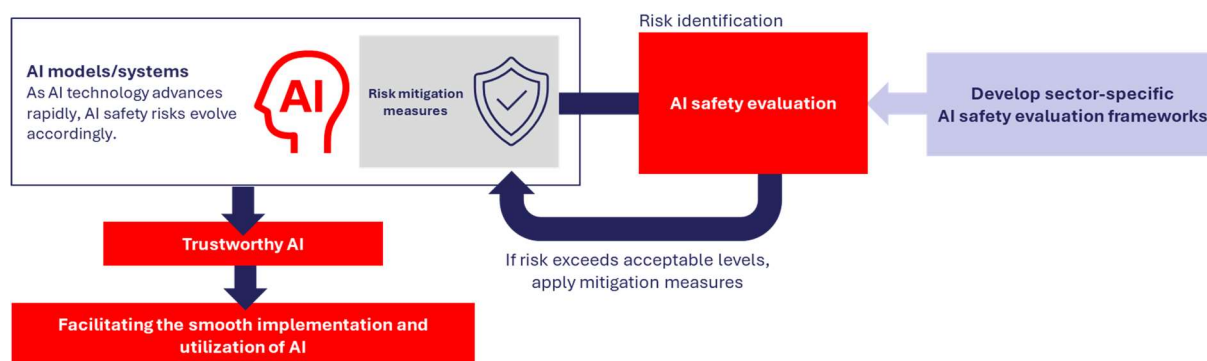 Risk identification
AI models/systems
As AI technology advances
rapidly, AI safety risks evolve
accordingly.
AI
Risk mitigation
measures
AI safety evaluation
Develop sector-specific
AI safety evaluation frameworks
If risk exceeds acceptable levels,
apply mitigation measures
Trustworthy AI
Facilitating the smooth implementation and
utilization of AI